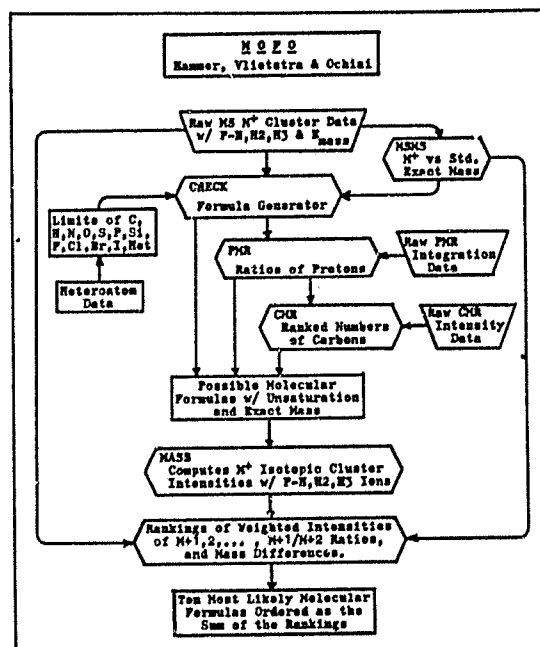 M O F O
Hammer, Vlietstra & Ochiai
Raw MS M+ Cluster Data
w/ P-H,H2,H3 & E mass
MSMS
M+ vs Std.
Exact Mass
CHECK
Formula Generator
Limits of C,
H,N,O,S,P,Si,
F,Cl,Br,I,Met
Heteroatom
Data
PMR
Ratios of Protons
Raw PMR
Integration
Data
CMR
Ranked Numbers
of Carbons
Raw CMR
Intensity
Data
Possible Molecular
Formulas w/ Unsaturation
and Exact Mass
MASS
Computes M+ Isotopic Cluster
Intensities w/ P-H,H2,H3 Ions
Rankings of Weighted Intensities
of M+1,2,... , M+1/M+2 Ratios,
and Mass Differences.
Ten Most Likely Molecular
Formulas Ordered as the
Sum of the Rankings